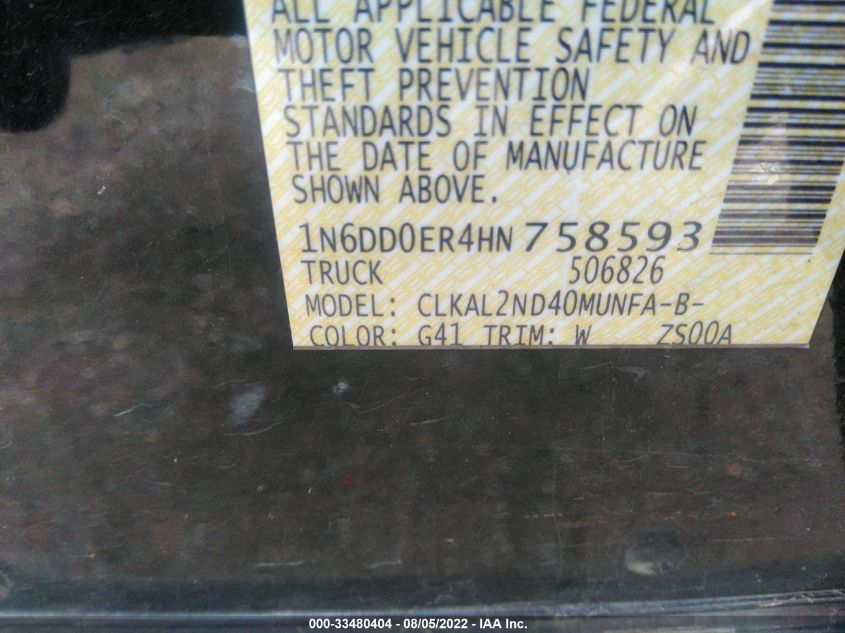 ALL APPLICABLE FEDERAL
MOTOR VEHICLE SAFETY AND
THEFT PREVENTION
STANDARDS IN EFFECT ON
THE DATE OF MANUFACTURE
SHOWN ABOVE.
1N6DD0ER4HN758593
TRUCK 506826
MODEL: CLKAL2ND40MUNFA-B-
COLOR: G41 TRIM: W ZS00A
000-33480404 - 08/05/2022 - IAA Inc.